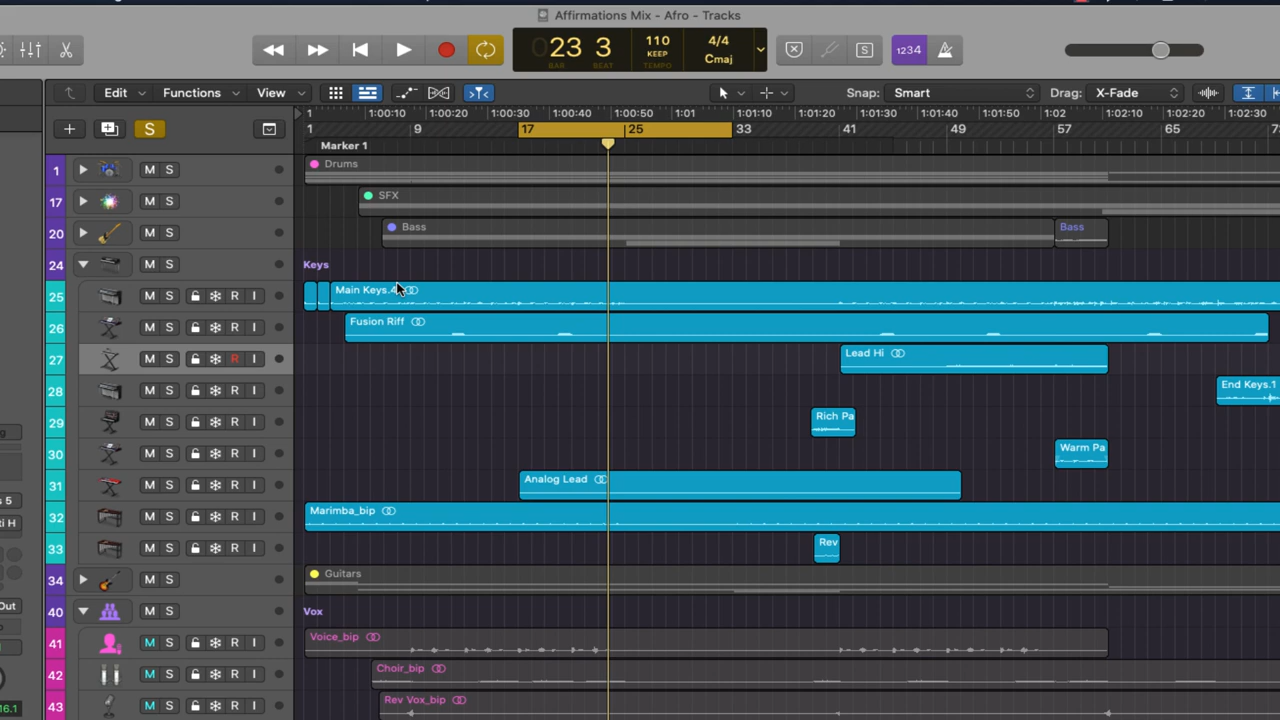 Affirmations Mix - Afro - Tracks
23 3 110 4/4
KEEP Cmaj
BAR BEAT TEMPO
1234
S
Edit Functions View Snap: Smart Drag: X-Fade
S
1 1:00:10 1:00:20 1:00:30 1:00:50 1:01 1:01:10 1:01:20 1:01:30 1:01:40 1:01:50 1:02 1:02:10 1:02:20 1:02:30
1 9 17 25 33 41 49 57 65
Marker 1
1 M S Drums
17 M S SFX
20 M S Bass Bass
24 M S Keys
25 M S R I Main Keys.4
26 M S R I Fusion Riff
27 M S R I Lead Hi
28 M S R I End Keys.1
29 M S R I Rich Pa
30 M S R I Warm Pa
31 M S R I Analog Lead
32 M S R I Marimba_bip
33 M S R I Rev
34 M S Guitars
40 M S Vox
41 M S R I Voice_bip
42 M S R I Choir_bip
43 M S R I Rev Vox_bip
s 5
ti H
Out
16.1